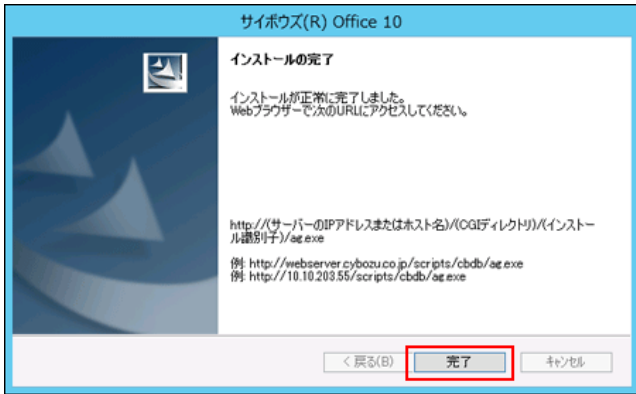 サイボウズ(R) Office 10
インストールの完了
インストールが正常に完了しました。
Webブラウザーで次のURLにアクセスしてください。
http://(サーバーのIPアドレスまたはホスト名)/(CGIディレクトリ)/(インストー
ル識別子)/ag.exe
例: http://webserver.cybozu.co.jp/scripts/cbdb/ag.exe
例: http://10.10.203.55/scripts/cbdb/ag.exe
< 戻る(B)
完了
キャンセル